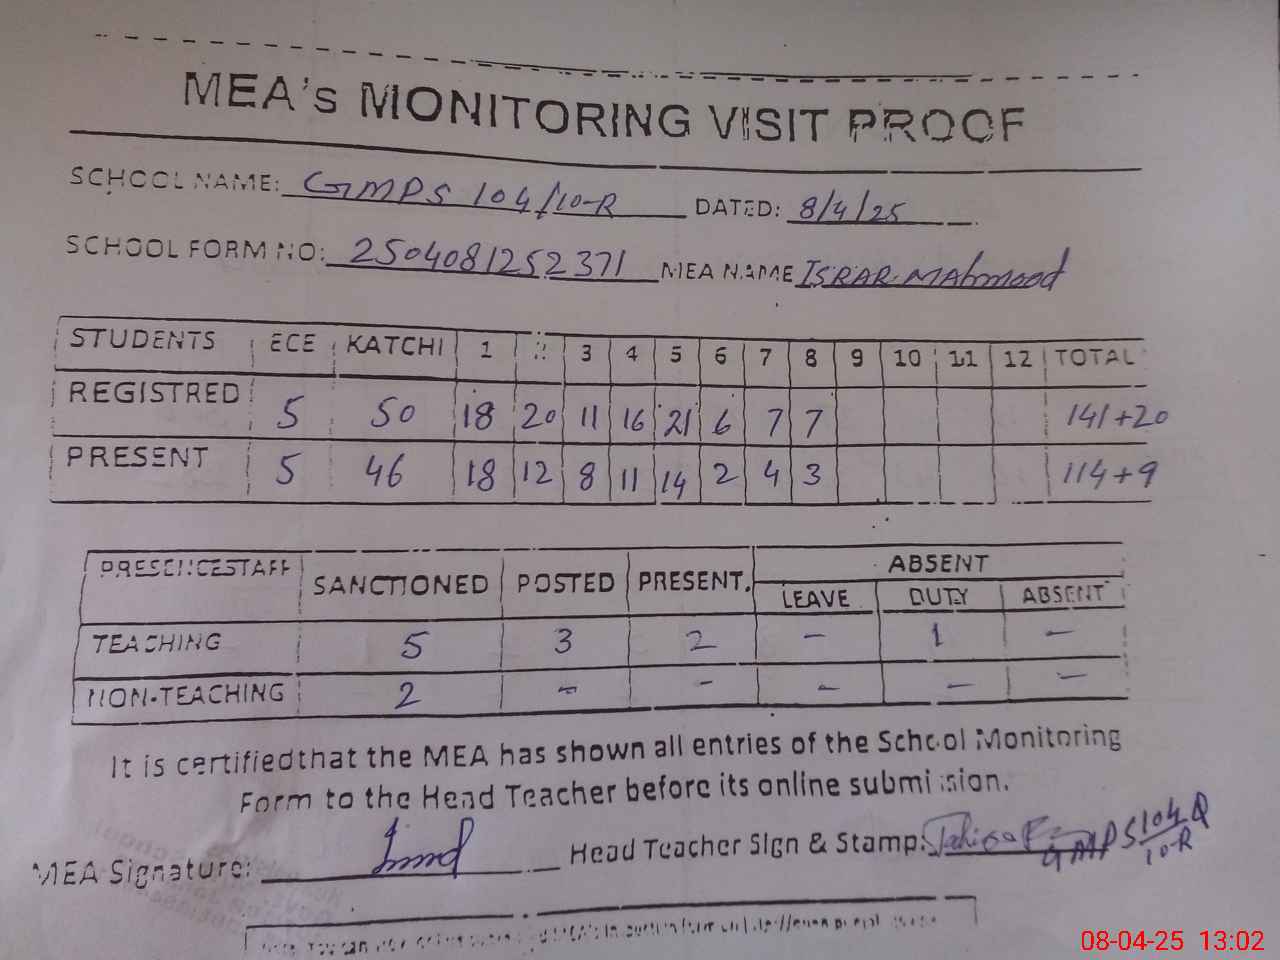 MEA's MONITORING VISIT PROOF
SCHOOL NAME: GMPS 104/10-R DATED: 8/4/25
SCHOOL FORM NO: 2504081252371 MEA NAME ISRAR Mahmood
STUDENTS ECE KATCHI 1 2 3 4 5 6 7 8 9 10 11 12 TOTAL
REGISTRED 5 50 18 20 11 16 21 6 7 7 141+20
PRESENT 5 46 18 12 8 11 14 2 4 3 114+9
PRESENCESTAFF SANCTIONED POSTED PRESENT. ABSENT
LEAVE DUTY ABSENT
TEACHING 5 3 2 - 1 -
NON-TEACHING 2 - - - - -
It is certified that the MEA has shown all entries of the School Monitoring
Form to the Head Teacher before its online submission.
MEA Signature: Head Teacher Sign & Stamp: GMPS 104/10-R
08-04-25 13:02